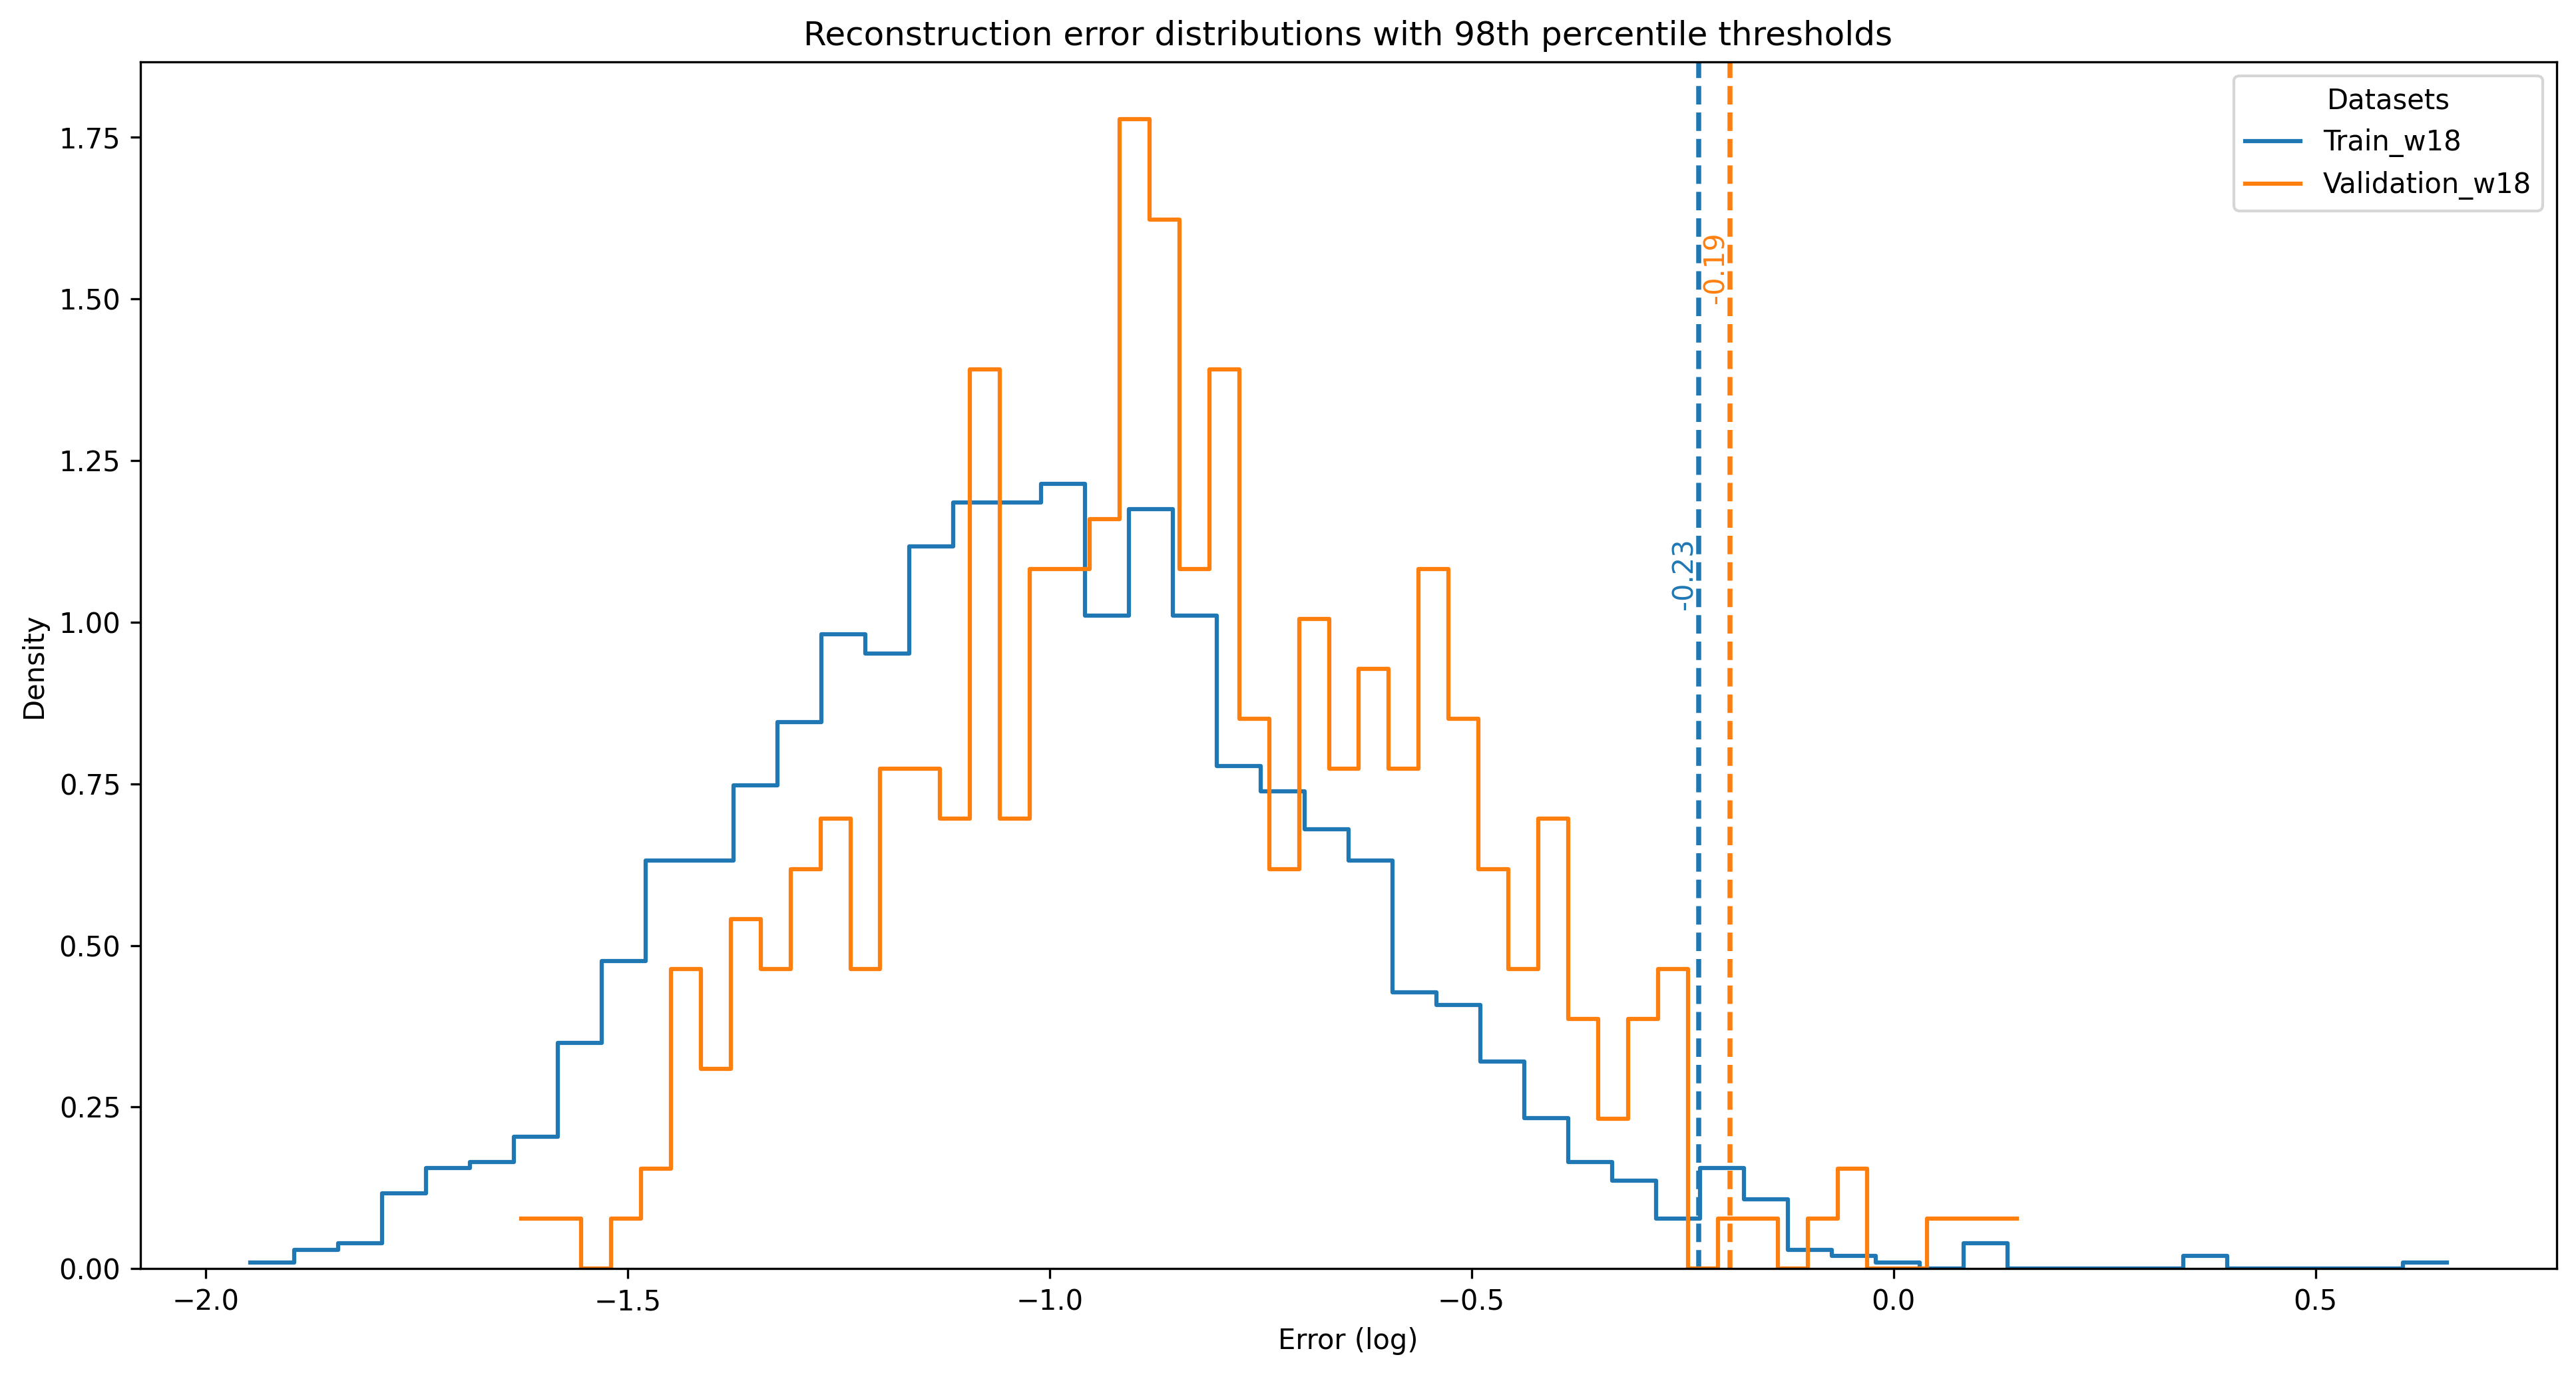 Reconstruction error distributions with 98th percentile thresholds
Datasets
Train_w18
Validation_w18
-0.19
-0.23
Density
1.75
1.50
1.25
1.00
0.75
0.50
0.25
0.00
−2.0
−1.5
−1.0
−0.5
0.0
0.5
Error (log)